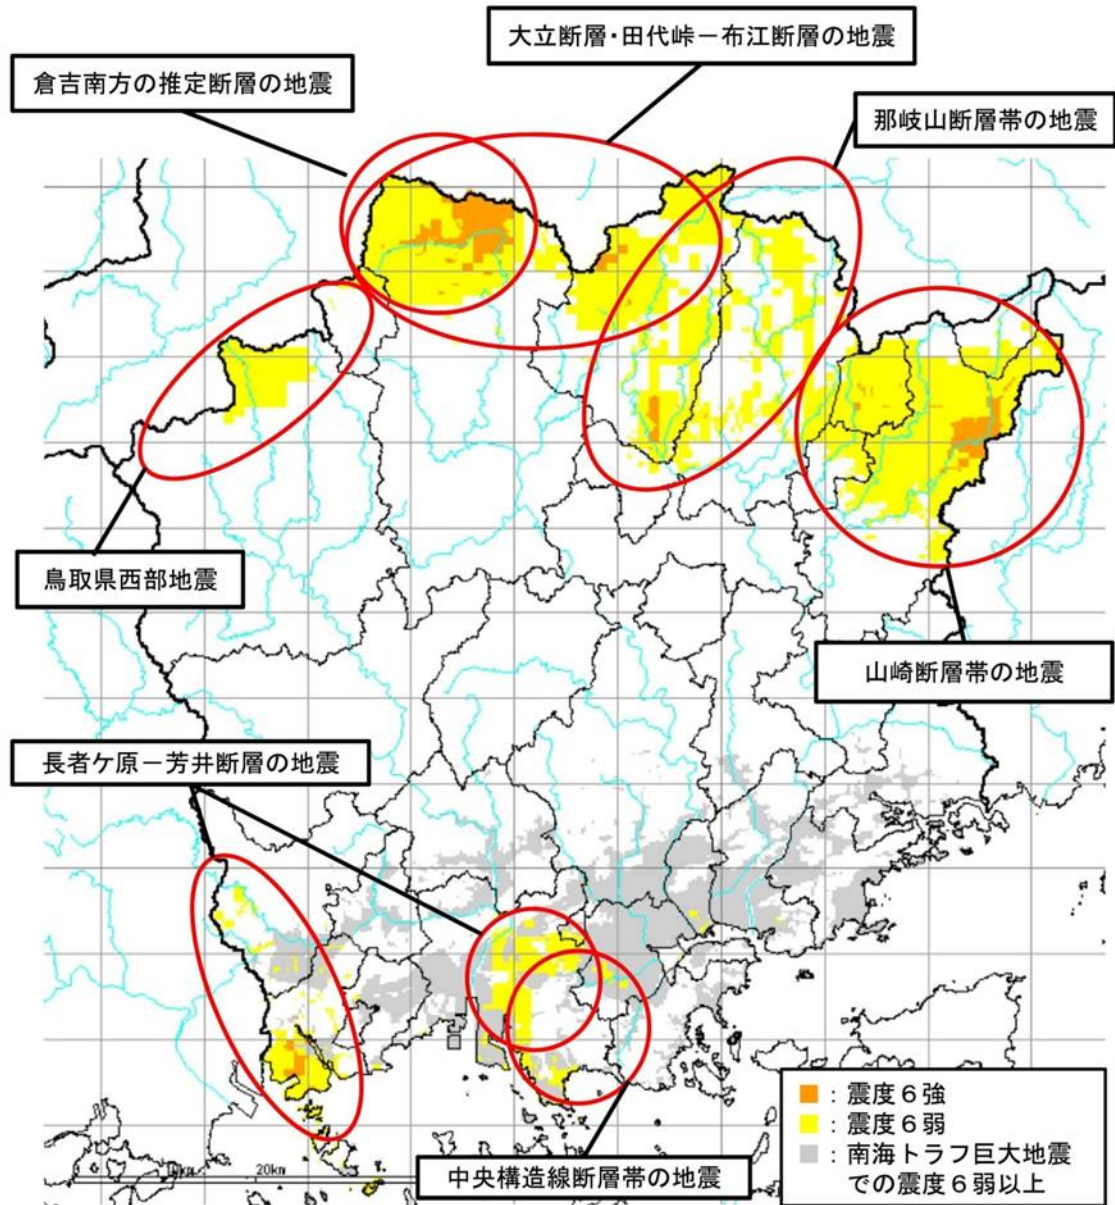 大立断層・田代峠－布江断層の地震
倉吉南方の推定断層の地震
那岐山断層帯の地震
鳥取県西部地震
山崎断層帯の地震
長者ケ原－芳井断層の地震
中央構造線断層帯の地震
：震度６強
：震度６弱
：南海トラフ巨大地震
での震度６弱以上
20km